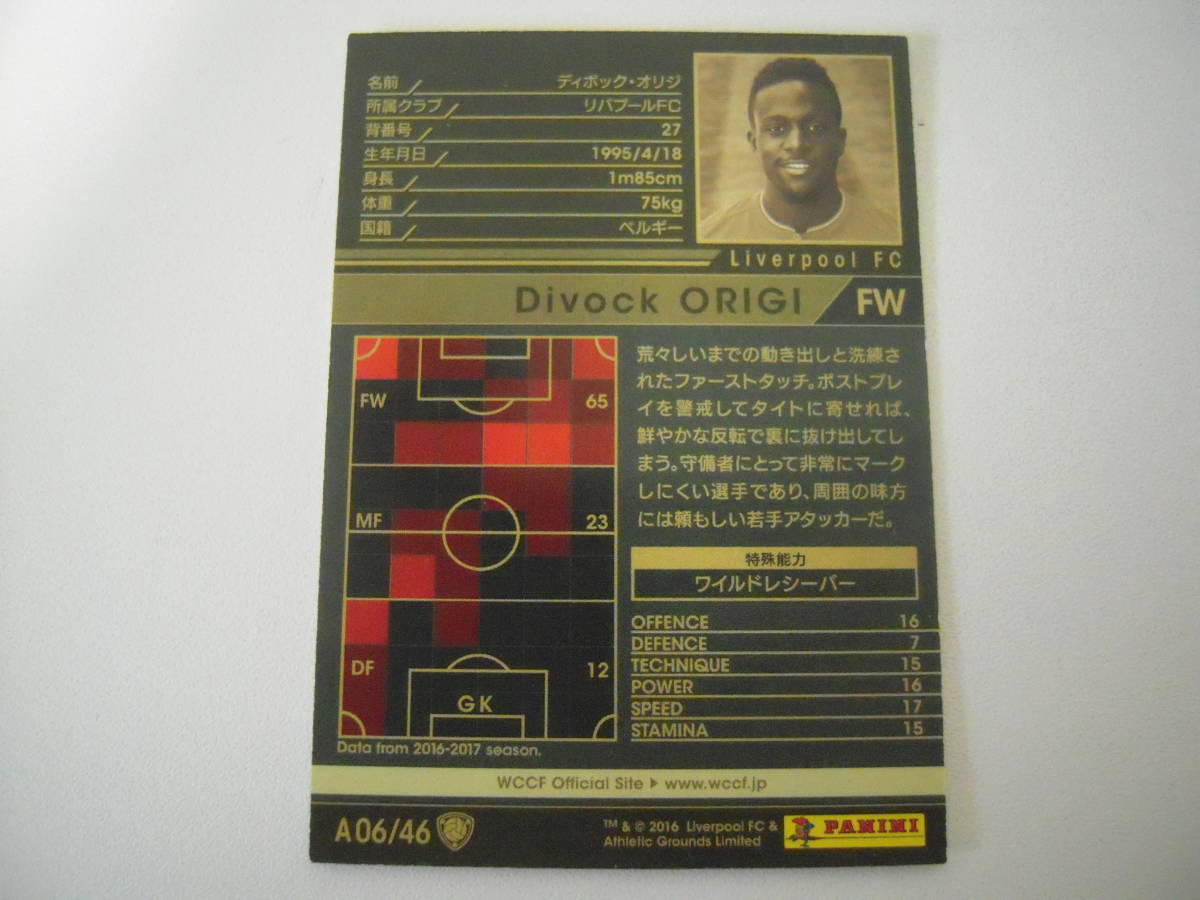 名前 ディボック・オリジ
所属クラブ リバプールFC
背番号 27
生年月日 1995/4/18
身長 1m85cm
体重 75kg
国籍 ベルギー
Liverpool FC
Divock ORIGI FW
FW 65
MF 23
DF 12
GK
Data from 2016-2017 season.
荒々しいまでの動き出しと洗練さ
れたファーストタッチ。ポストプレ
イを警戒してタイトに寄せれば、
鮮やかな反転で裏に抜け出してし
まう。守備者にとって非常にマーク
しにくい選手であり、周囲の味方
には頼もしい若手アタッカーだ。
特殊能力
ワイルドレシーバー
OFFENCE 16
DEFENCE 7
TECHNIQUE 15
POWER 16
SPEED 17
STAMINA 15
WCCF Official Site ▶ www.wccf.jp
A06/46
TM & © 2016 Liverpool FC &
Athletic Grounds Limited
PANINI